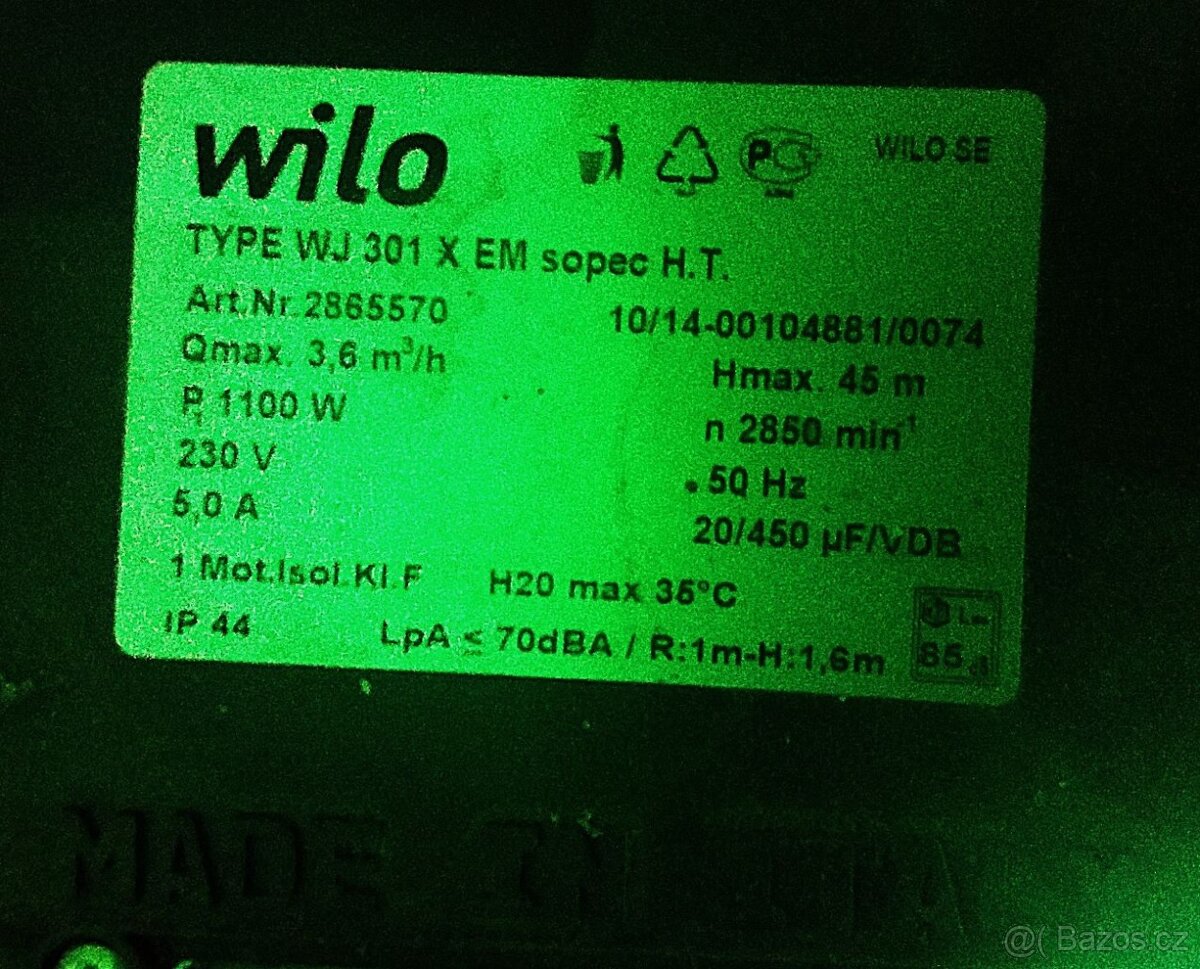 wilo
WILO SE
TYPE WJ 301 X EM sopec H.T.
Art.Nr.2865570 10/14-00104881/0074
Qmax. 3,6 m³/h Hmax. 45 m
P 1100 W n 2850 min⁻¹
230 V 50 Hz
5,0 A 20/450 µF/VDB
1 Mot.Isol.Kl.F H20 max 35°C
IP 44 LpA ≤ 70dBA / R:1m-H:1,6m
85
MADE IN
@( Bazos.cz